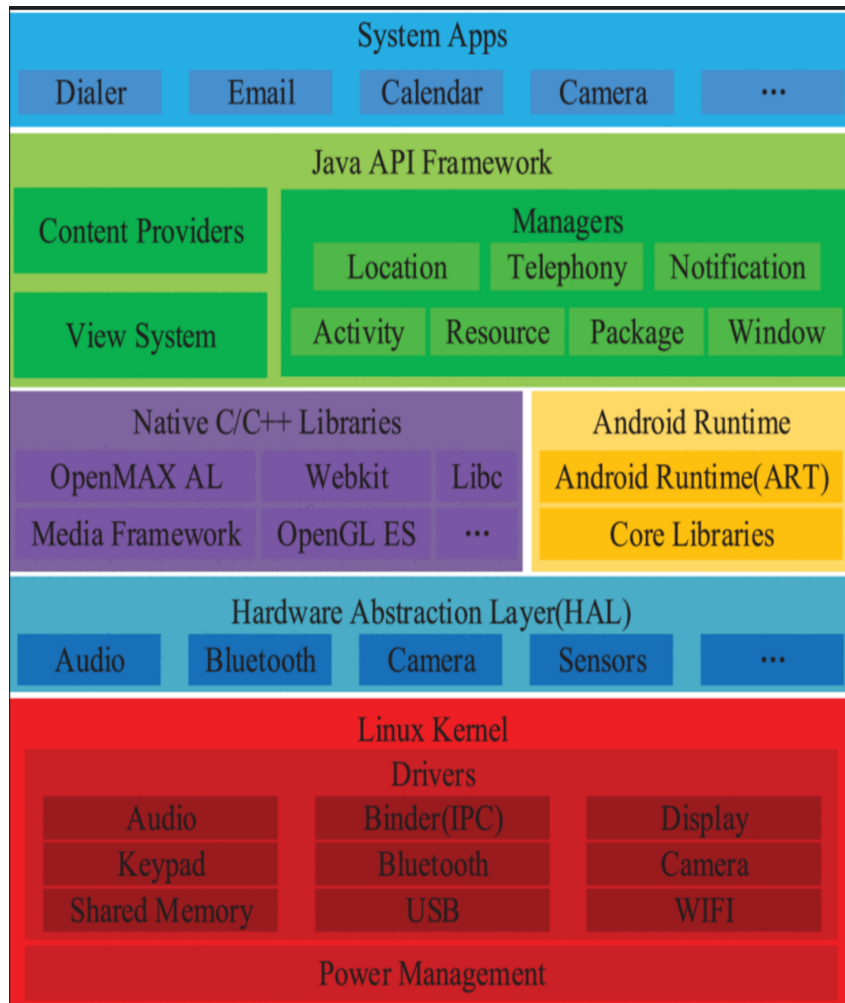 System Apps
Dialer Email Calendar Camera ...
Java API Framework
Content Providers
View System
Managers
Location Telephony Notification
Activity Resource Package Window
Native C/C++ Libraries
OpenMAX AL Webkit Libc
Media Framework OpenGL ES ...
Android Runtime
Android Runtime(ART)
Core Libraries
Hardware Abstraction Layer(HAL)
Audio Bluetooth Camera Sensors ...
Linux Kernel
Drivers
Audio Binder(IPC) Display
Keypad Bluetooth Camera
Shared Memory USB WIFI
Power Management